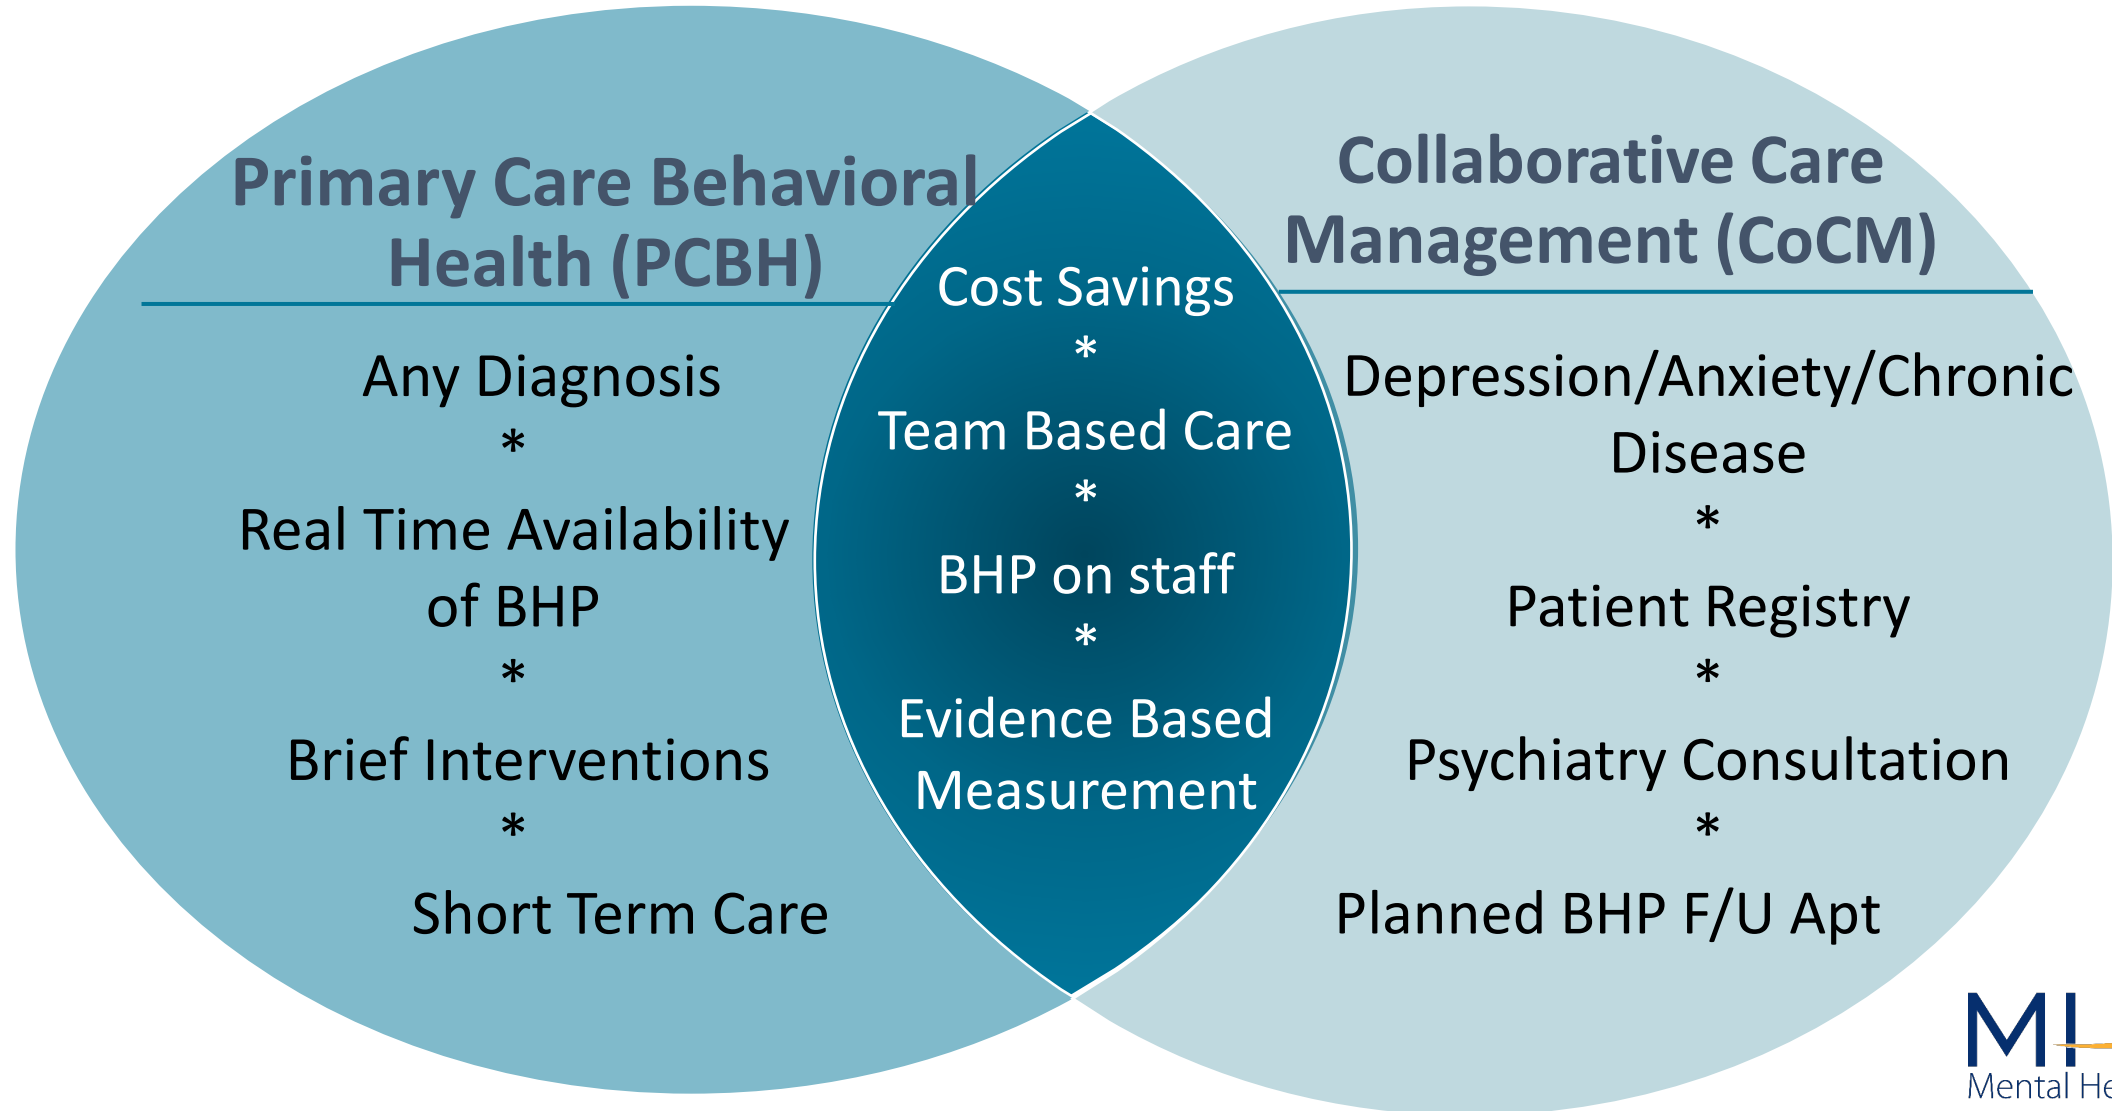 Primary Care Behavioral
Health (PCBH)
Any Diagnosis
*
Real Time Availability
of BHP
*
Brief Interventions
*
Short Term Care
Cost Savings
*
Team Based Care
*
BHP on staff
*
Evidence Based
Measurement
Collaborative Care
Management (CoCM)
Depression/Anxiety/Chronic
Disease
*
Patient Registry
*
Psychiatry Consultation
*
Planned BHP F/U Apt
Mental